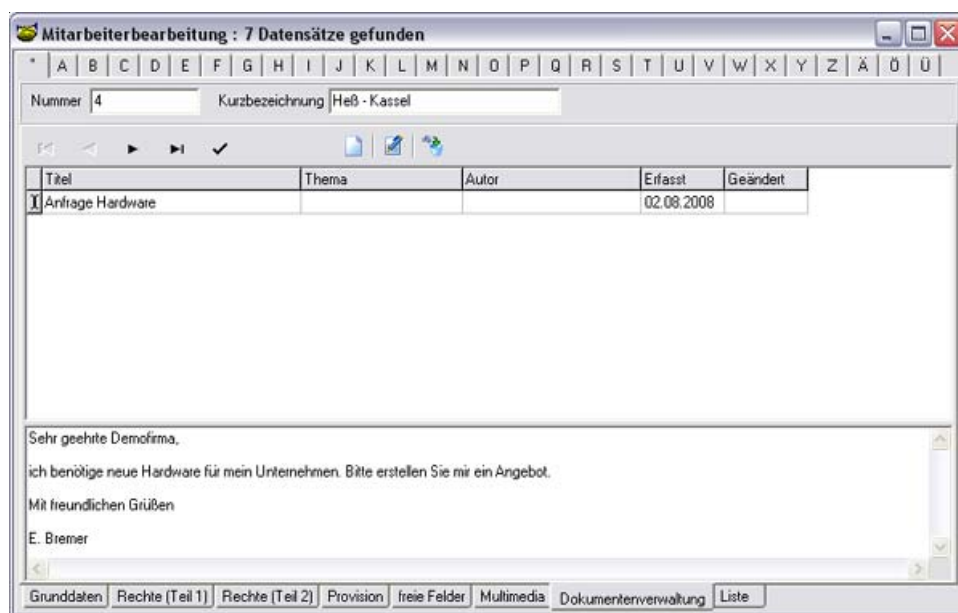 Mitarbeiterbearbeitung : 7 Datensätze gefunden
* A B C D E F G H I J K L M N O P Q R S T U V W X Y Z Ä Ö Ü
Nummer 4 Kurzbezeichnung Heß - Kassel
Titel Thema Autor Erfasst Geändert
Anfrage Hardware 02.08.2008
Sehr geehrte Demofirma,
ich benötige neue Hardware für mein Unternehmen. Bitte erstellen Sie mir ein Angebot.
Mit freundlichen Grüßen
E. Bremer
Grunddaten Rechte (Teil 1) Rechte (Teil 2) Provision freie Felder Multimedia Dokumentenverwaltung Liste